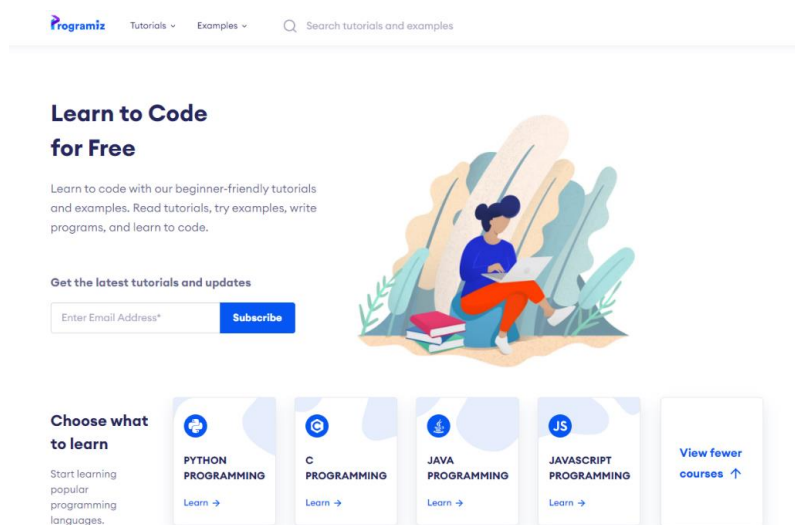 Programiz
Tutorials
Examples
Search tutorials and examples
Learn to Code
for Free
Learn to code with our beginner-friendly tutorials
and examples. Read tutorials, try examples, write
programs, and learn to code.
Get the latest tutorials and updates
Enter Email Address*
Subscribe
Choose what
to learn
Start learning
popular
programming
languages.
PYTHON
PROGRAMMING
Learn →
C
C
PROGRAMMING
Learn →
JAVA
PROGRAMMING
Learn →
JS
JAVASCRIPT
PROGRAMMING
Learn →
View fewer
courses ↑